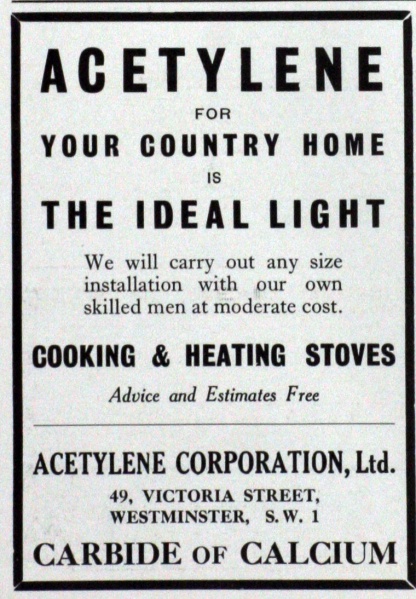 ACETYLENE
FOR
YOUR COUNTRY HOME
IS
THE IDEAL LIGHT
We will carry out any size
installation with our own
skilled men at moderate cost.
COOKING & HEATING STOVES
Advice and Estimates Free
ACETYLENE CORPORATION, Ltd.
49, VICTORIA STREET,
WESTMINSTER, S.W. 1
CARBIDE OF CALCIUM